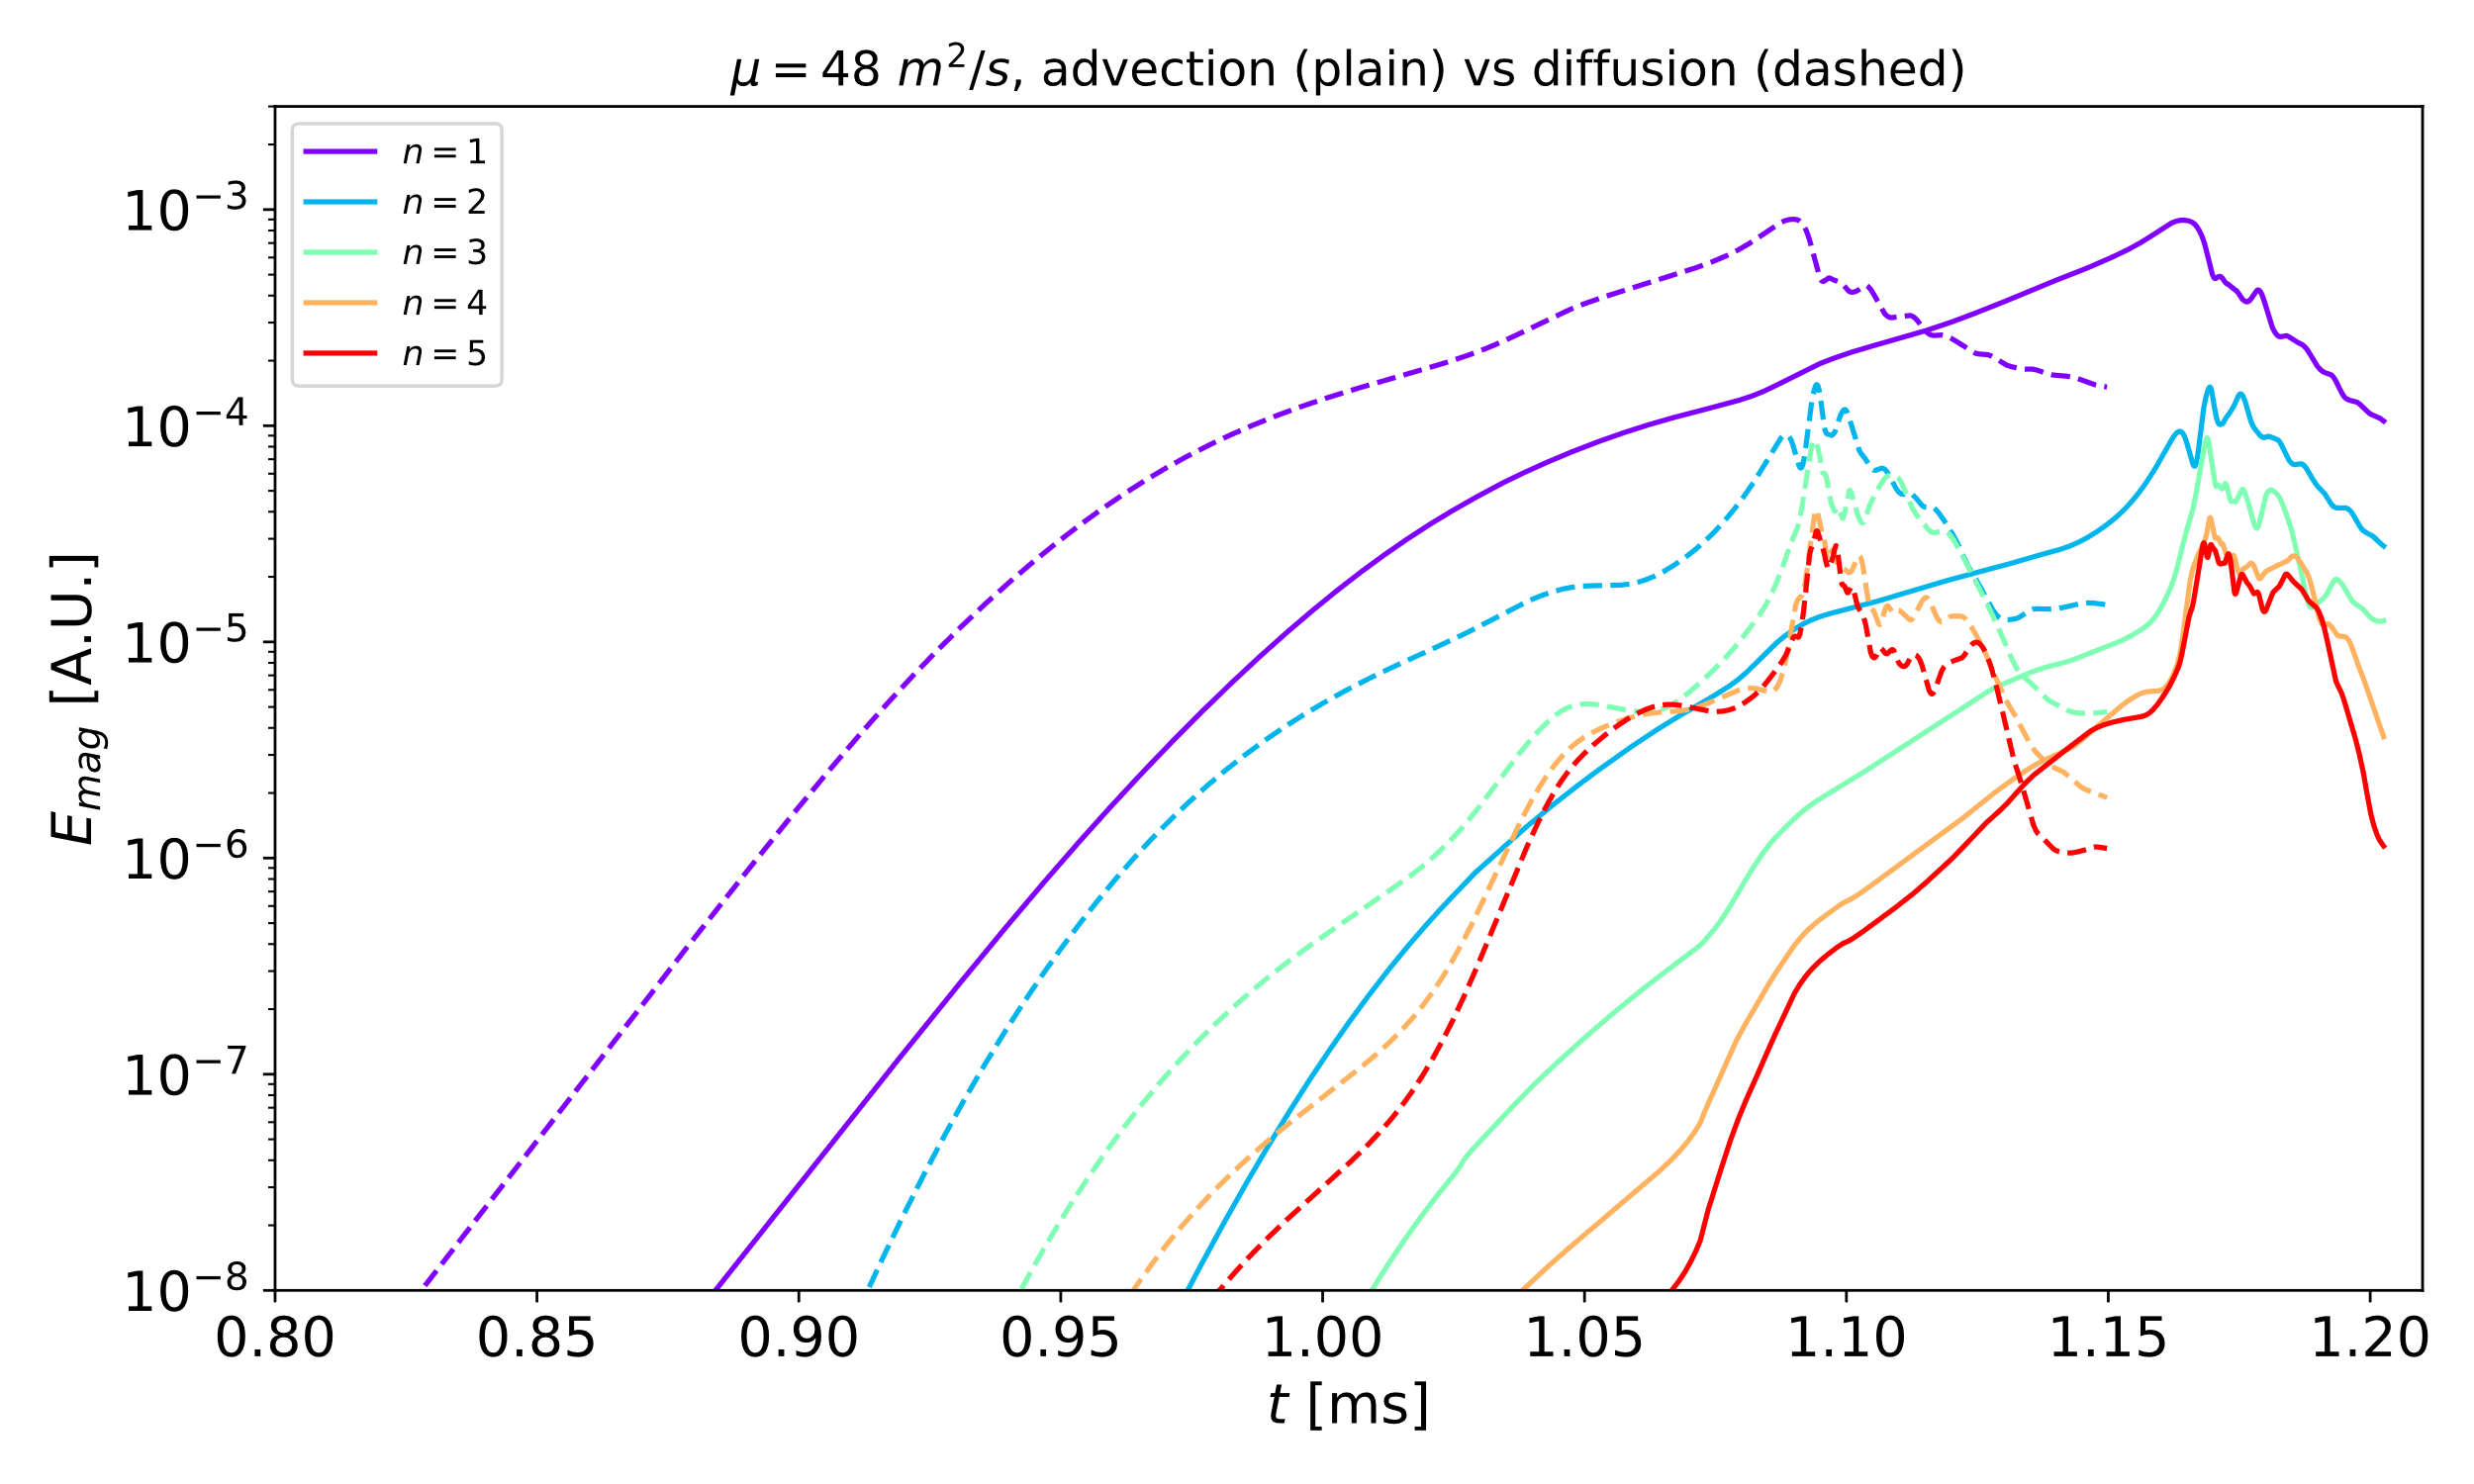 μ = 48 m²/s, advection (plain) vs diffusion (dashed)
n = 1
n = 2
n = 3
n = 4
n = 5
10⁻³
10⁻⁴
10⁻⁵
10⁻⁶
10⁻⁷
10⁻⁸
E_mag [A.U.]
0.80 0.85 0.90 0.95 1.00 1.05 1.10 1.15 1.20
t [ms]